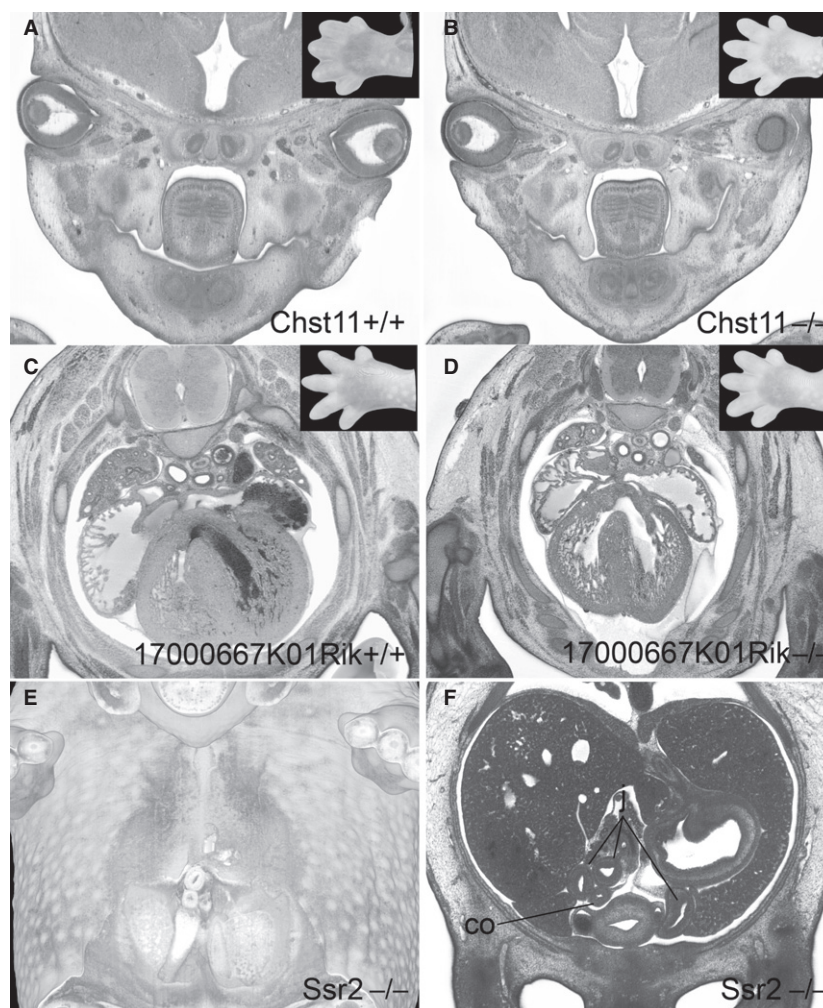 A
B
Chst11+/+
Chst11–/–
C
D
17000667K01Rik+/+
17000667K01Rik–/–
E
F
j
co
Ssr2 –/–
Ssr2 –/–